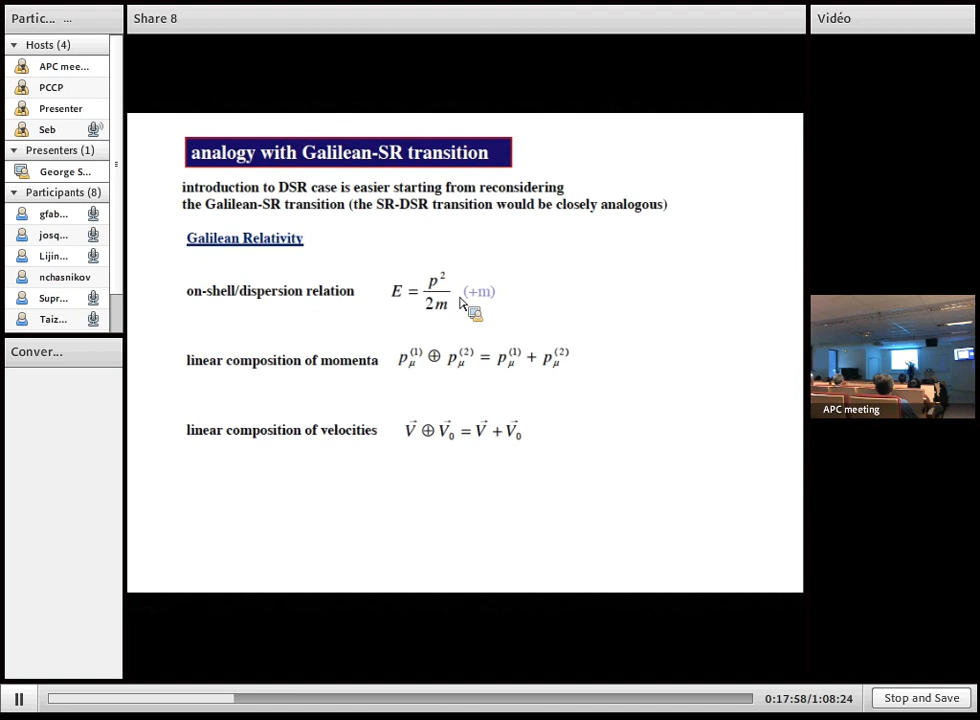 Partic... ...
Hosts (4)
APC mee...
PCCP
Presenter
Seb
Presenters (1)
George S...
Participants (8)
gfab...
josq...
Lijin...
nchasnikov
Supr...
Taiz...
Conver...
Share 8
analogy with Galilean-SR transition
introduction to DSR case is easier starting from reconsidering
the Galilean-SR transition (the SR-DSR transition would be closely analogous)
Galilean Relativity
on-shell/dispersion relation E = p²/2m (+m)
linear composition of momenta p_μ^(1) ⊕ p_μ^(2) = p_μ^(1) + p_μ^(2)
linear composition of velocities V⃗ ⊕ V⃗₀ = V⃗ + V⃗₀
Vidéo
APC meeting
0:17:58/1:08:24
Stop and Save